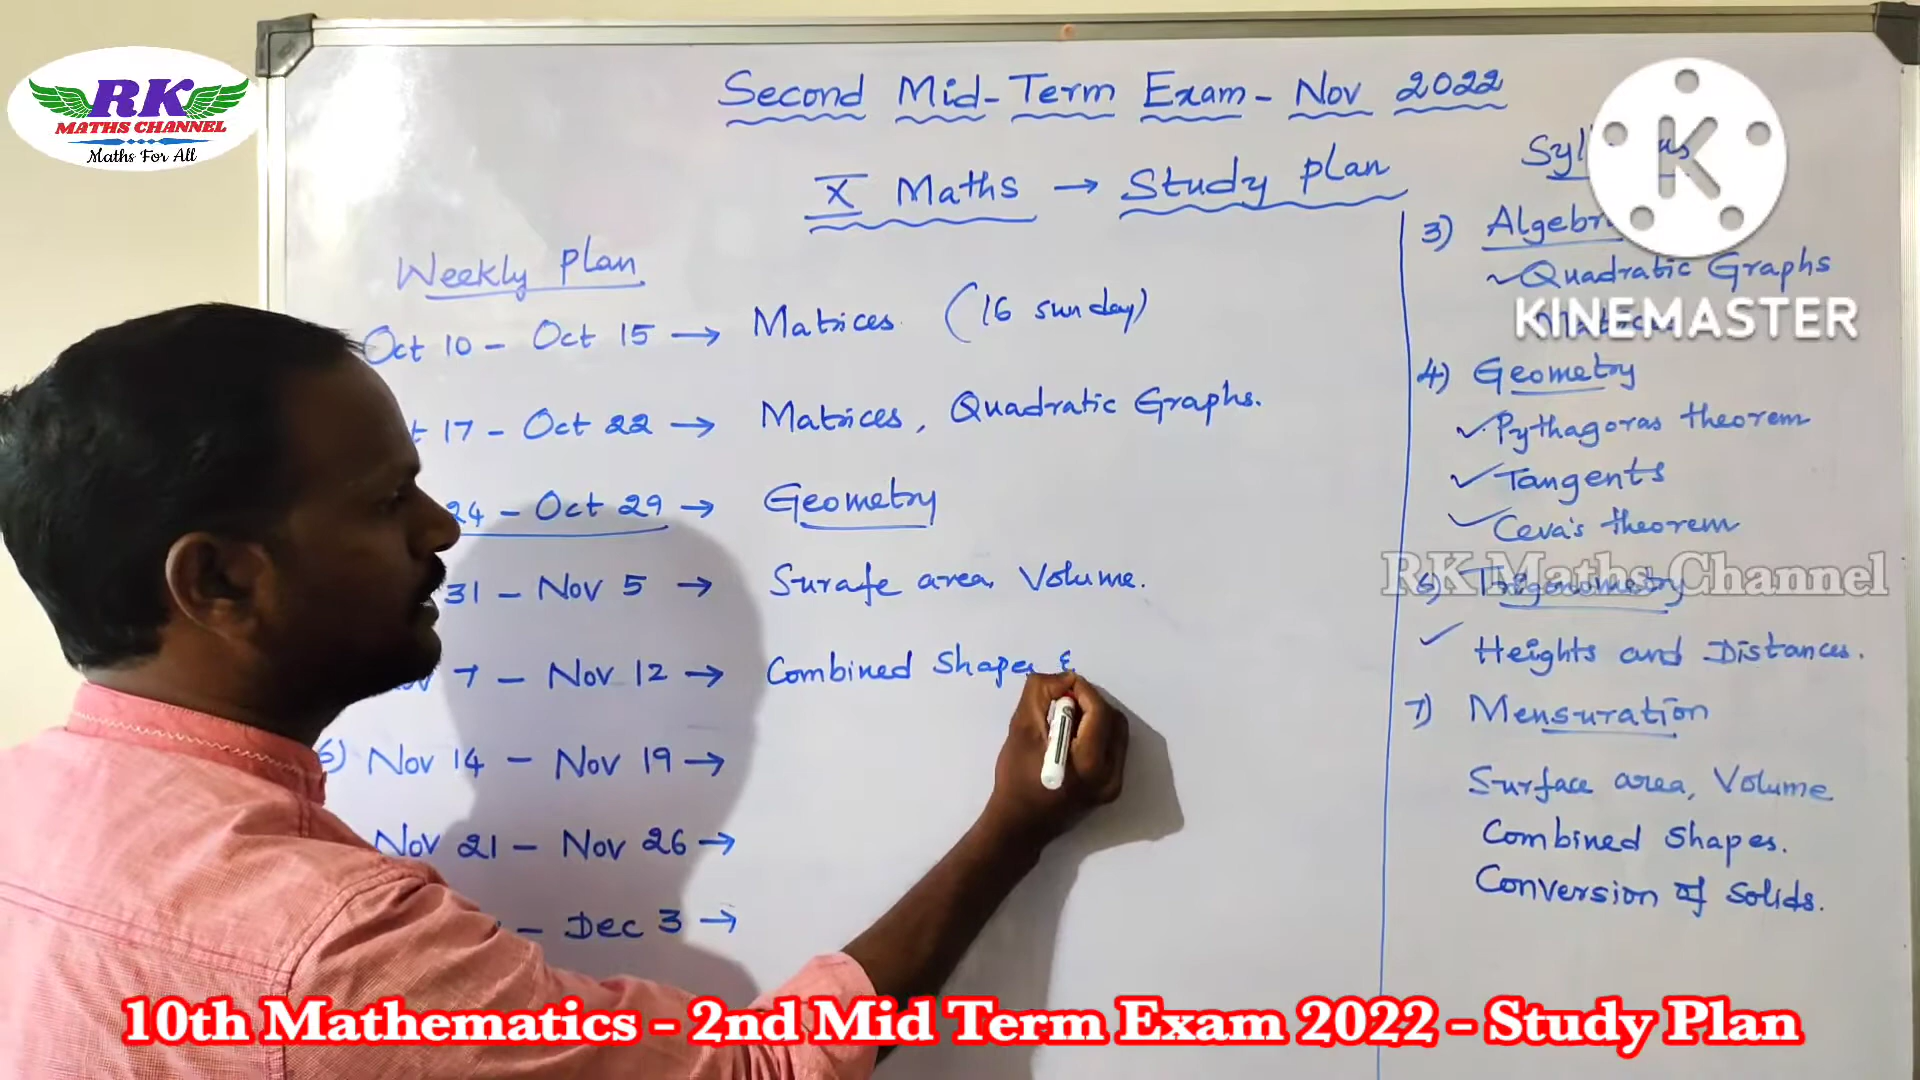 RK
MATHS CHANNEL
Maths For All
Second Mid-Term Exam - Nov 2022
X Maths → Study plan
Weekly plan
Oct 10 - Oct 15 → Matrices (16 sunday)
17 - Oct 22 → Matrices, Quadratic Graphs.
24 - Oct 29 → Geometry
31 - Nov 5 → Surafe area, Volume.
7 - Nov 12 → Combined Shapes &
6) Nov 14 - Nov 19 →
Nov 21 - Nov 26 →
- Dec 3 →
3) Algebra
Quadratic Graphs
K
KINEMASTER
4) Geometry
✓ Pythagoras theorem
✓ Tangents
✓ Ceva's theorem
RK Maths Channel
6) Trigonometry
✓ Heights and Distances.
7) Mensuration
Surface area, Volume
Combined Shapes.
Conversion of Solids.
10th Mathematics - 2nd Mid Term Exam 2022 - Study Plan